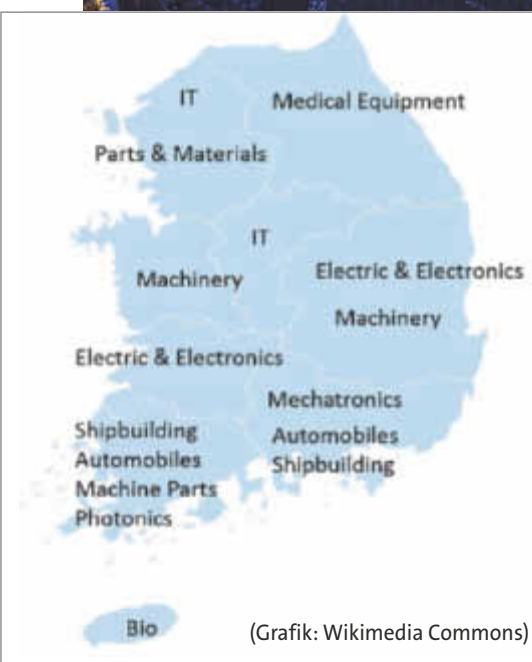 IT
Medical Equipment
Parts & Materials
IT
Machinery
Electric & Electronics
Machinery
Electric & Electronics
Mechatronics
Shipbuilding
Automobiles
Machine Parts
Photonics
Automobiles
Shipbuilding
Bio
(Grafik: Wikimedia Commons)